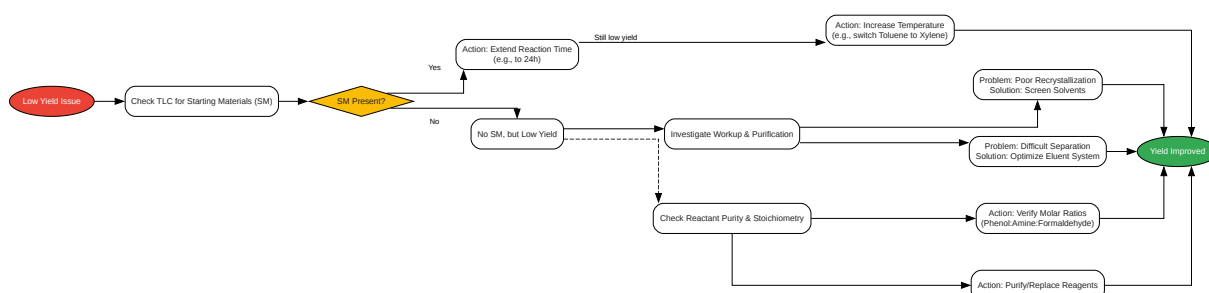 Low Yield Issue
Check TLC for Starting Materials (SM)
SM Present?
Yes
No
Action: Extend Reaction Time
(e.g., to 24h)
Still low yield
Action: Increase Temperature
(e.g., switch Toluene to Xylene)
No SM, but Low Yield
Investigate Workup & Purification
Problem: Poor Recrystallization
Solution: Screen Solvents
Problem: Difficult Separation
Solution: Optimize Eluent System
Yield Improved
Check Reactant Purity & Stoichiometry
Action: Verify Molar Ratios
(Phenol:Amine:Formaldehyde)
Action: Purify/Replace Reagents